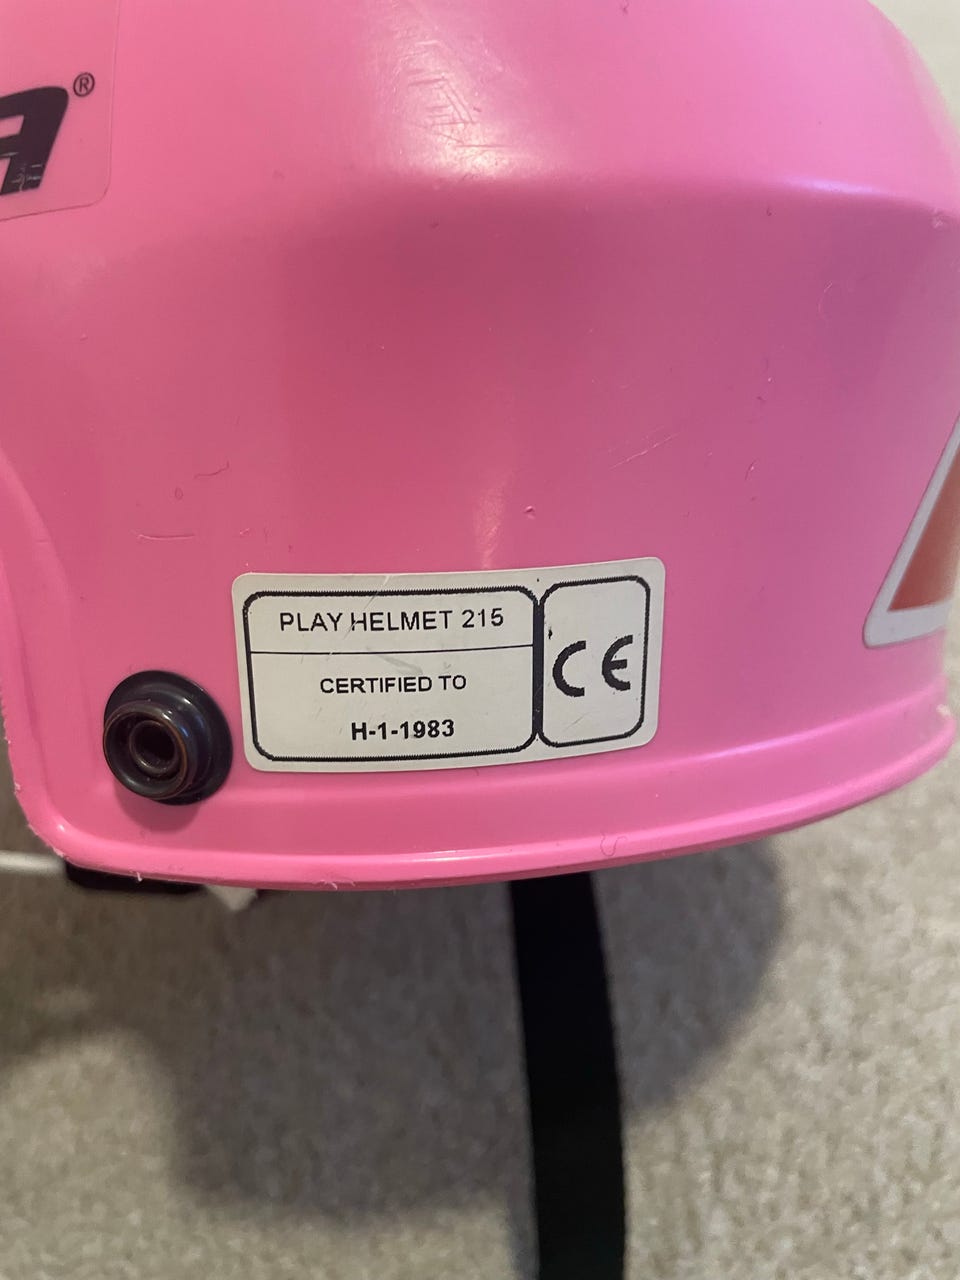 A®
PLAY HELMET 215
CERTIFIED TO
H-1-1983
CE